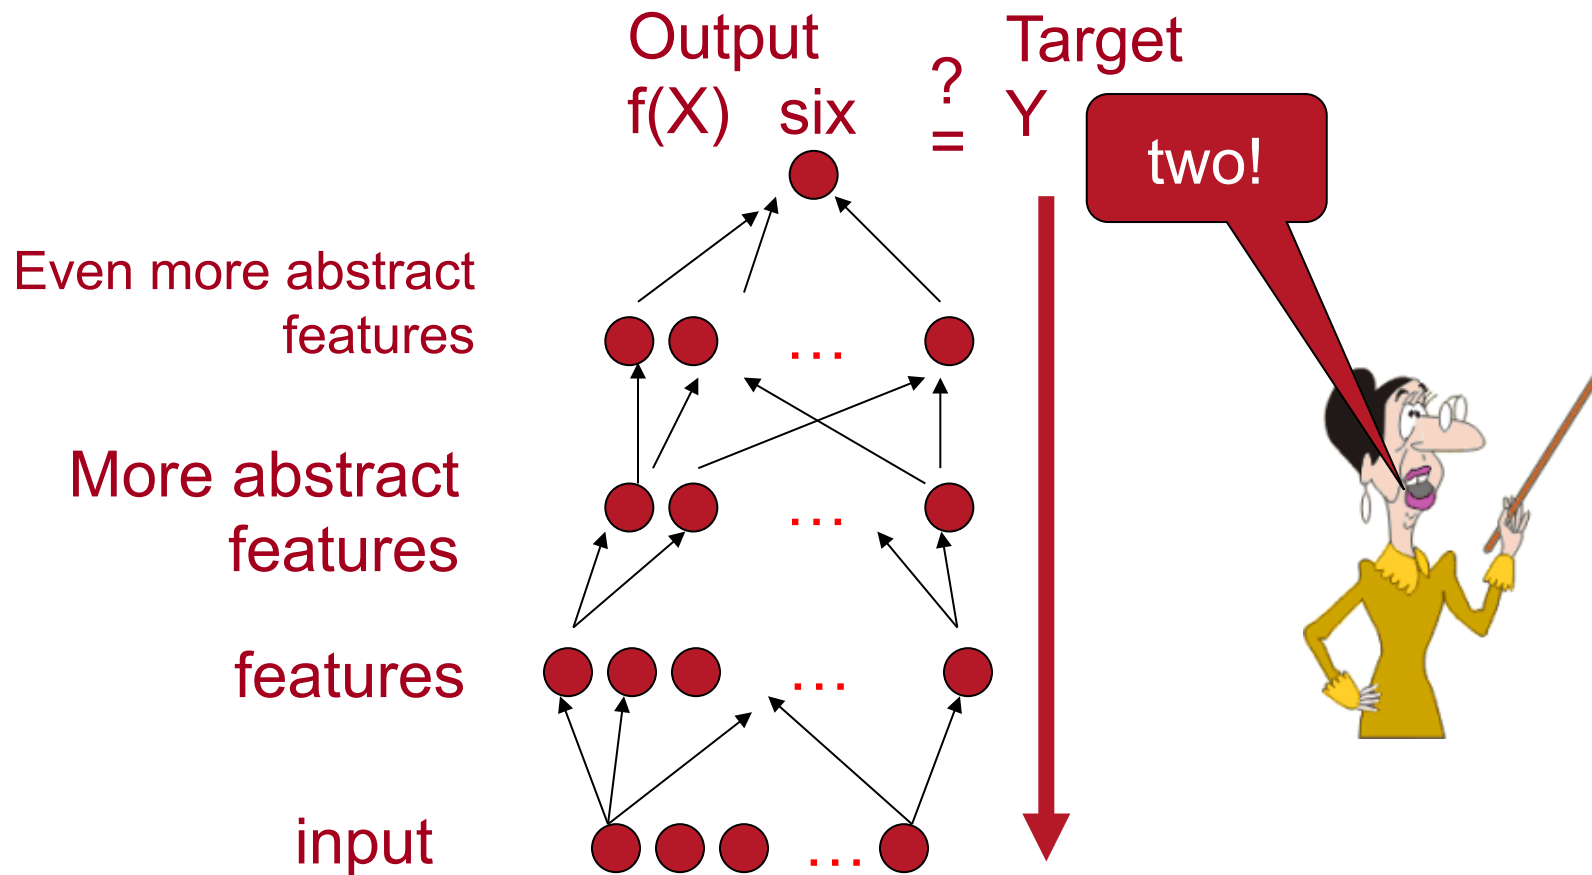 Output
f(X) six
?
=
Target
Y
two!
Even more abstract
features
...
More abstract
features
...
features
...
input
...